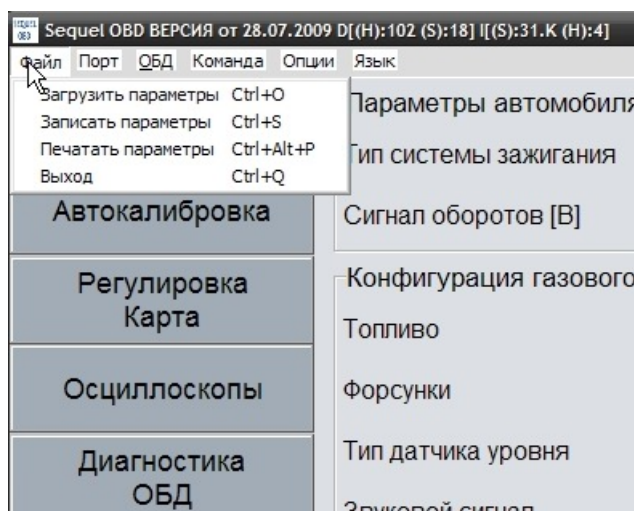 Sequel OBD ВЕРСИЯ от 28.07.2009 D[(H):102 (S):18] I[(S):31.K (H):4]
Файл Порт ОБД Команда Опции Язык
Загрузить параметры Ctrl+O
Записать параметры Ctrl+S
Печатать параметры Ctrl+Alt+P
Выход Ctrl+Q
Автокалибровка
Регулировка
Карта
Осциллоскопы
Диагностика
ОБД
Параметры автомобиля
Тип системы зажигания
Сигнал оборотов [В]
Конфигурация газового
Топливо
Форсунки
Тип датчика уровня
Звуковой сигнал